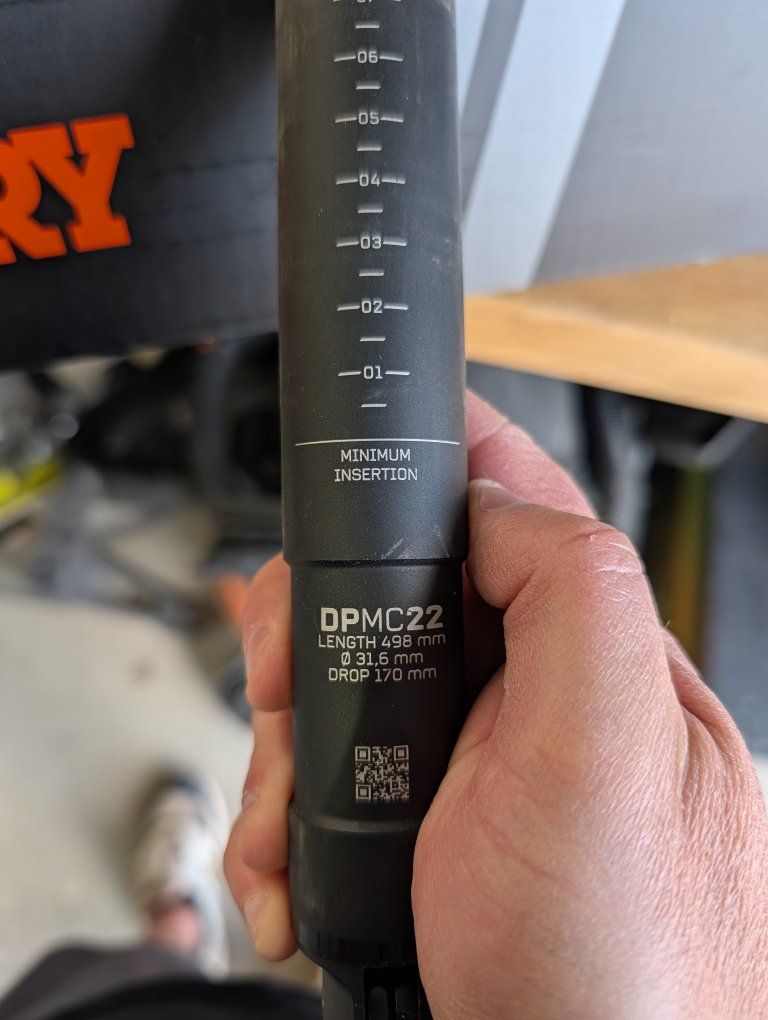 RY
06
05
04
03
02
01
MINIMUM
INSERTION
DPMC22
LENGTH 498 mm
Ø 31,6 mm
DROP 170 mm